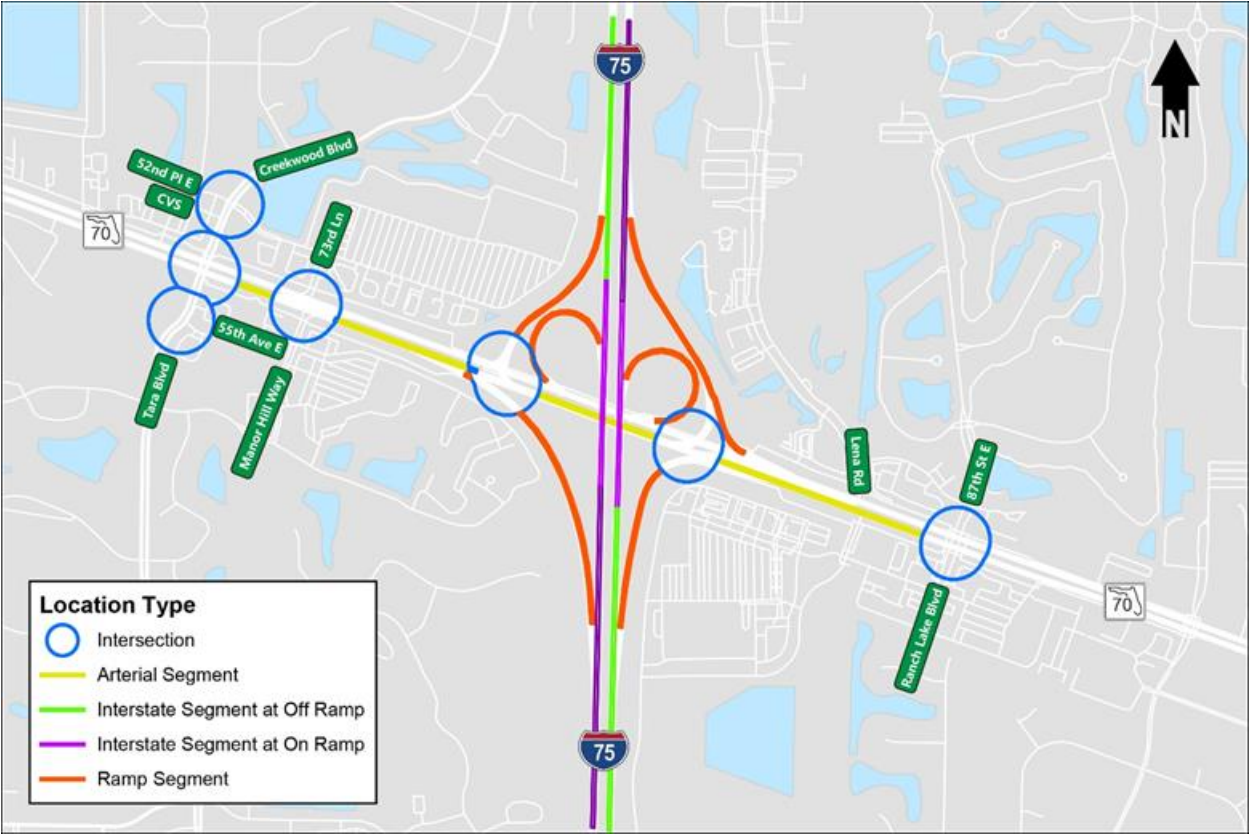 75
N
Creekwood Blvd
52nd Pl E
CVS
73rd Ln
70
55th Ave E
Tara Blvd
Manor Hill Way
Lena Rd
87th St E
Ranch Lake Blvd
70
75
Location Type
Intersection
Arterial Segment
Interstate Segment at Off Ramp
Interstate Segment at On Ramp
Ramp Segment